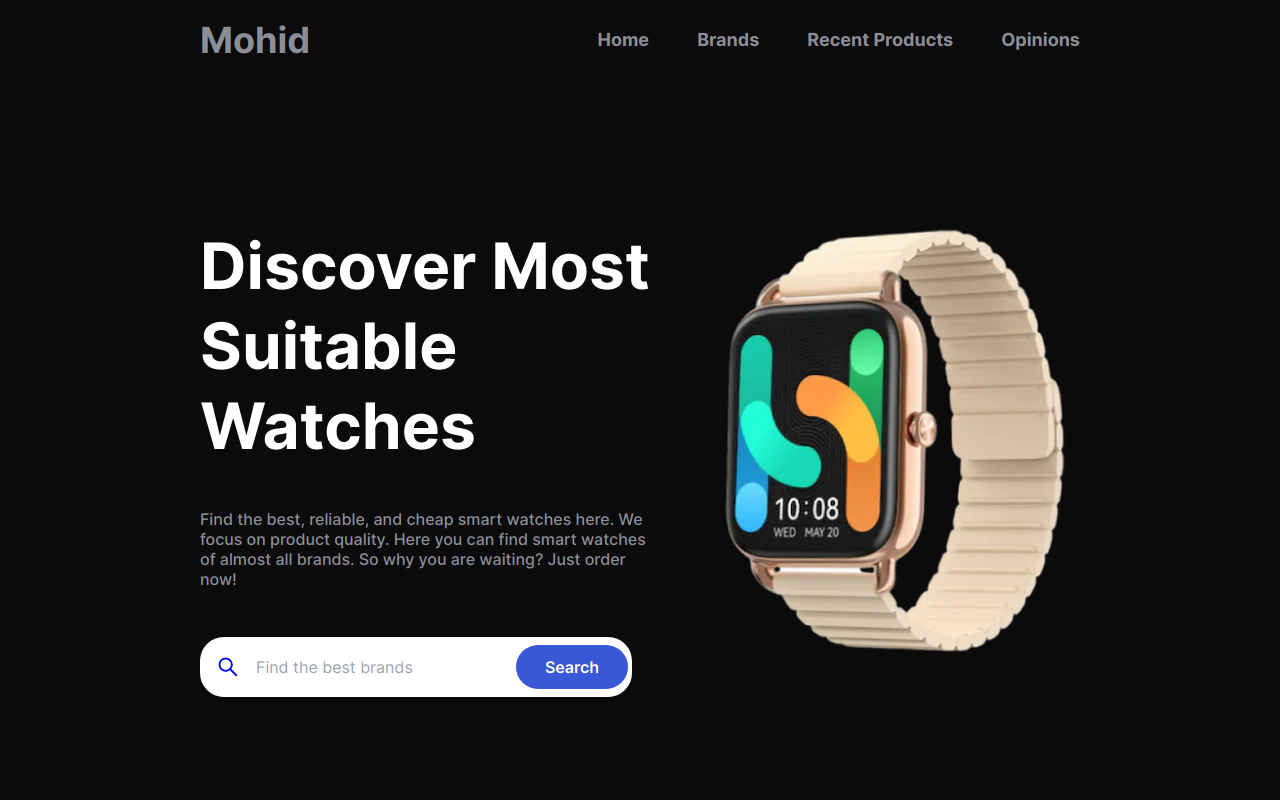 Mohid
Home Brands Recent Products Opinions
Discover Most
Suitable
Watches
Find the best, reliable, and cheap smart watches here. We
focus on product quality. Here you can find smart watches
of almost all brands. So why you are waiting? Just order
now!
Find the best brands
Search
10:08
WED MAY 20